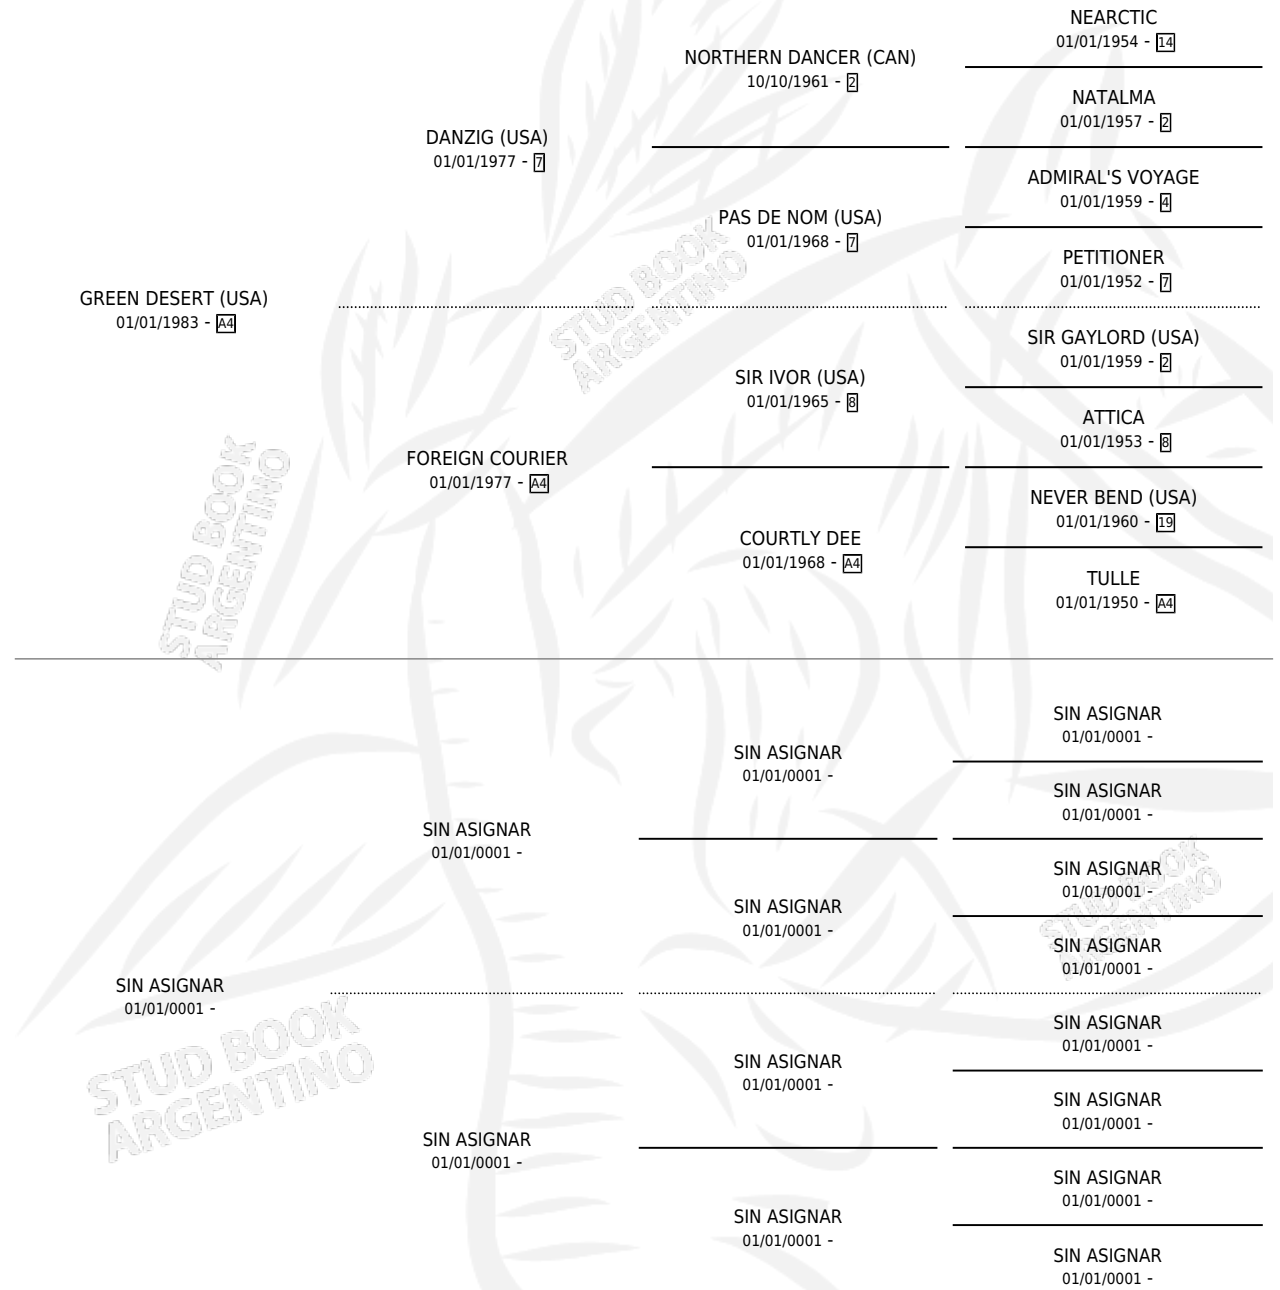 NEARCTIC
01/01/1954 - 14
NORTHERN DANCER (CAN)
10/10/1961 - 2
NATALMA
01/01/1957 - 2
DANZIG (USA)
01/01/1977 - 7
ADMIRAL'S VOYAGE
01/01/1959 - 4
PAS DE NOM (USA)
01/01/1968 - 7
PETITIONER
01/01/1952 - 7
GREEN DESERT (USA)
01/01/1983 - A4
SIR GAYLORD (USA)
01/01/1959 - 2
SIR IVOR (USA)
01/01/1965 - 8
ATTICA
01/01/1953 - 8
FOREIGN COURIER
01/01/1977 - A4
NEVER BEND (USA)
01/01/1960 - 19
COURTLY DEE
01/01/1968 - A4
TULLE
01/01/1950 - A4
STUD BOOK
ARGENTINO
STUD BOOK
ARGENTINO
SIN ASIGNAR
01/01/0001 -
SIN ASIGNAR
01/01/0001 -
SIN ASIGNAR
01/01/0001 -
SIN ASIGNAR
01/01/0001 -
SIN ASIGNAR
01/01/0001 -
SIN ASIGNAR
01/01/0001 -
SIN ASIGNAR
01/01/0001 -
SIN ASIGNAR
01/01/0001 -
SIN ASIGNAR
01/01/0001 -
SIN ASIGNAR
01/01/0001 -
SIN ASIGNAR
01/01/0001 -
SIN ASIGNAR
01/01/0001 -
SIN ASIGNAR
01/01/0001 -
SIN ASIGNAR
01/01/0001 -
SIN ASIGNAR
01/01/0001 -
STUD BOOK
ARGENTINO
STUD BOOK
ARGENTINO